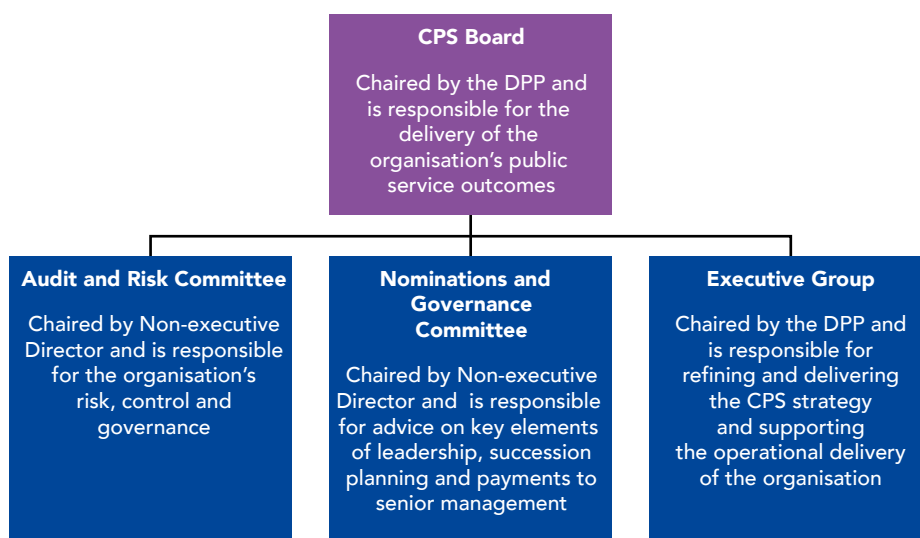 CPS Board
Chaired by the DPP and
is responsible for the
delivery of the
organisation’s public
service outcomes
Audit and Risk Committee
Chaired by Non-executive
Director and is responsible
for the organisation’s
risk, control and
governance
Nominations and
Governance
Committee
Chaired by Non-executive
Director and is responsible
for advice on key elements
of leadership, succession
planning and payments to
senior management
Executive Group
Chaired by the DPP and
is responsible for
refining and delivering
the CPS strategy
and supporting
the operational delivery
of the organisation